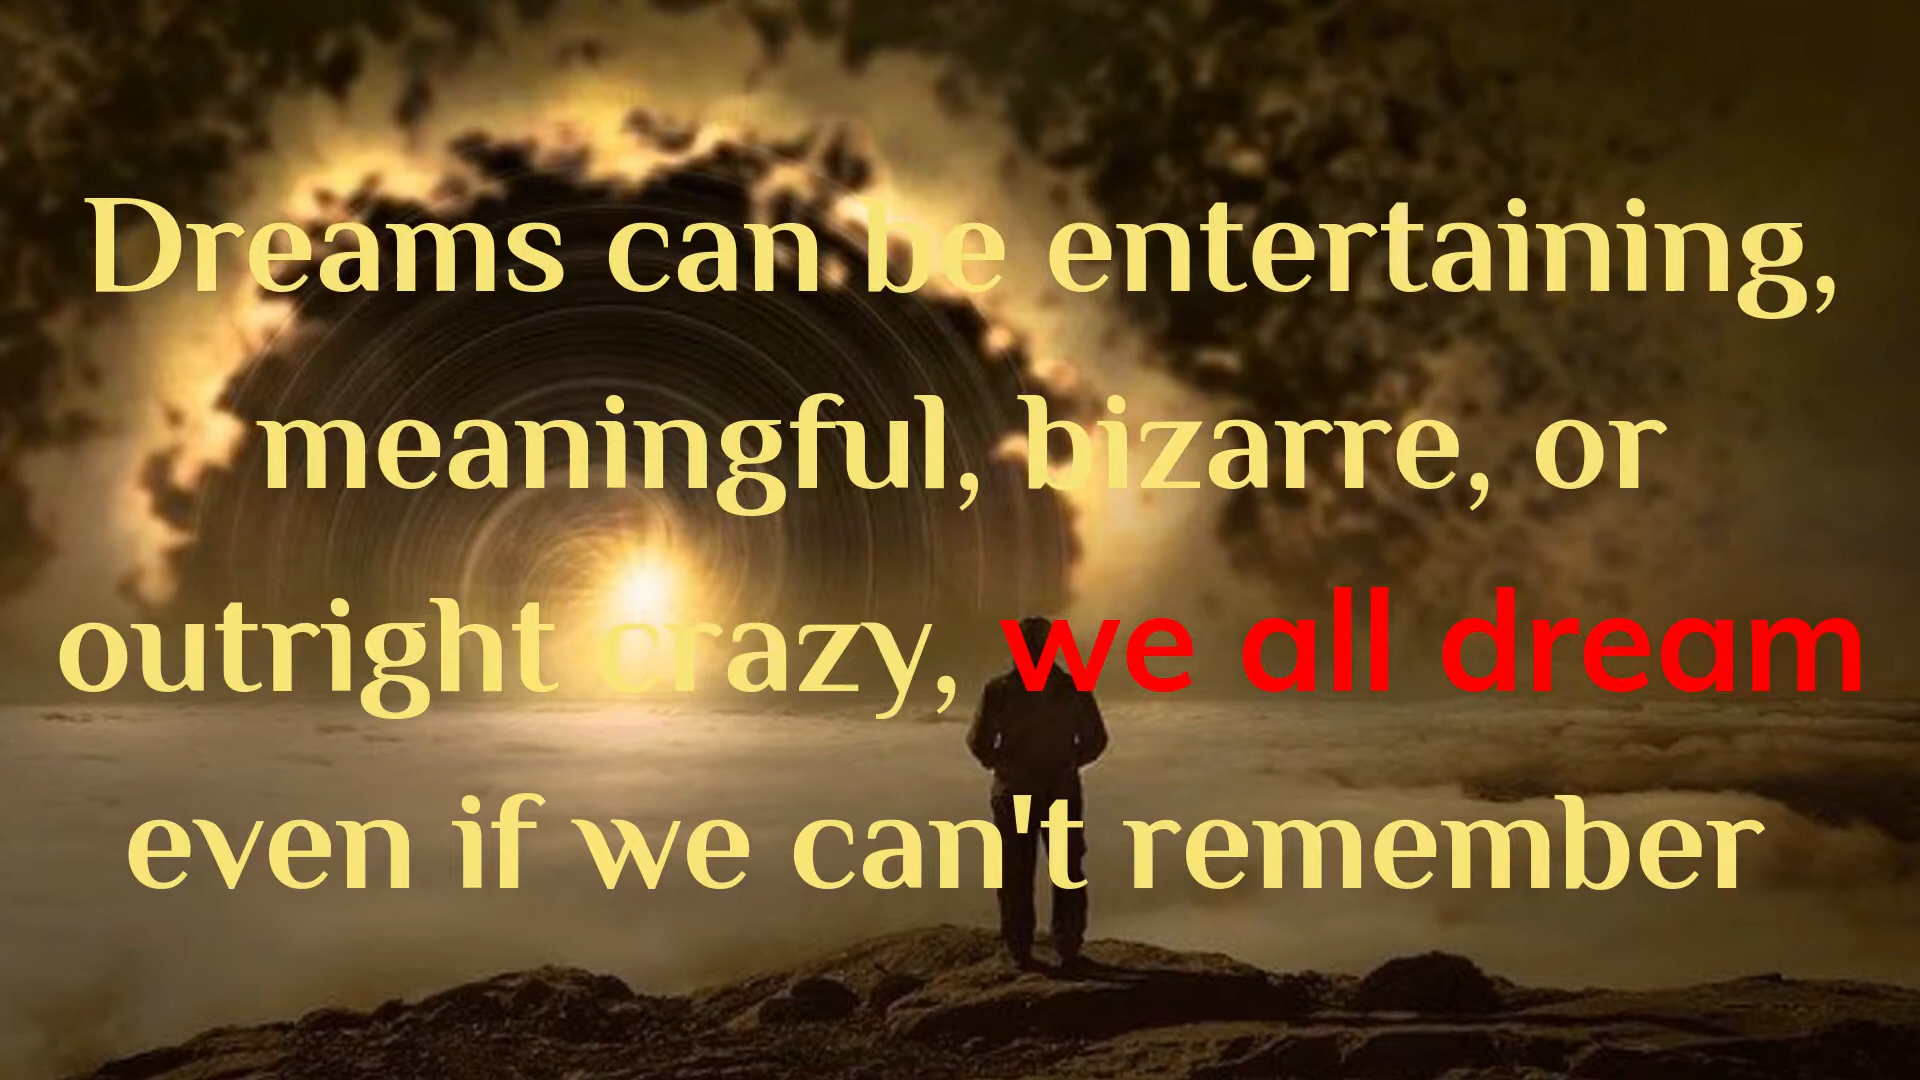 Dreams can be entertaining,
meaningful, bizarre, or
outright crazy, we all dream
even if we can't remember